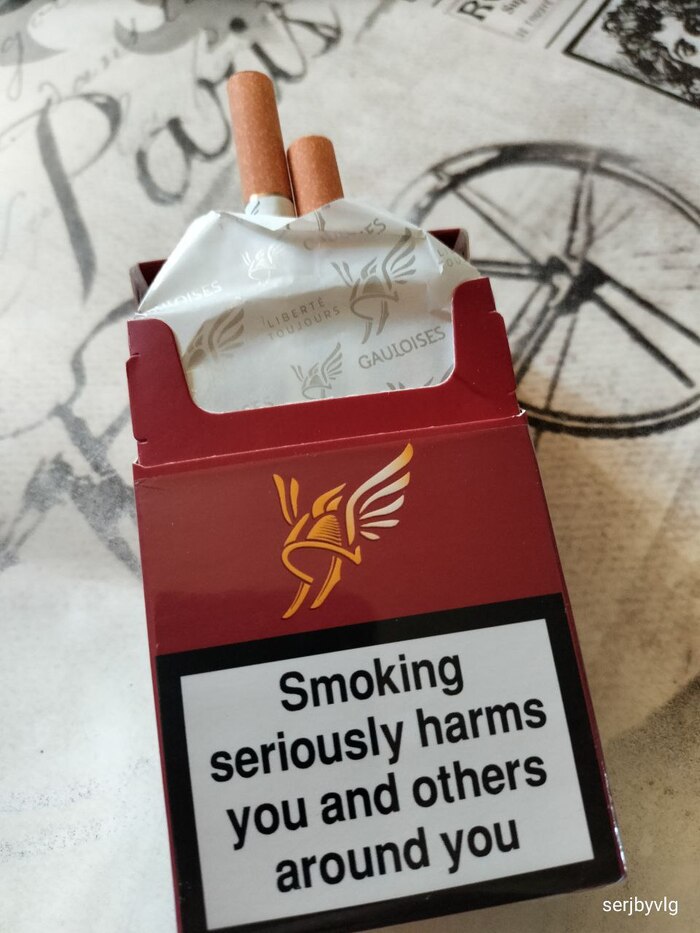 Paris
GAULOISES
LIBERTÉ
TOUJOURS
GAULOISES
Smoking
seriously harms
you and others
around you
serjbyvlg